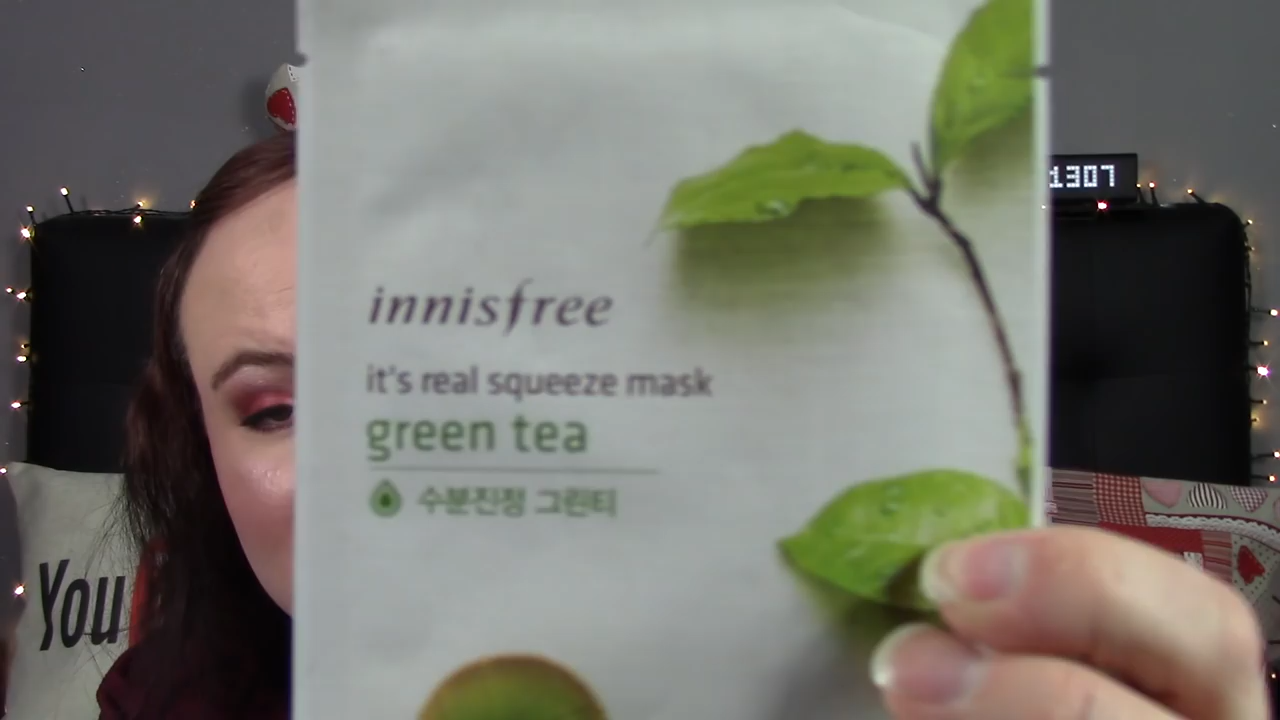 1307
innisfree
it's real squeeze mask
green tea
수분진정 그린티
You